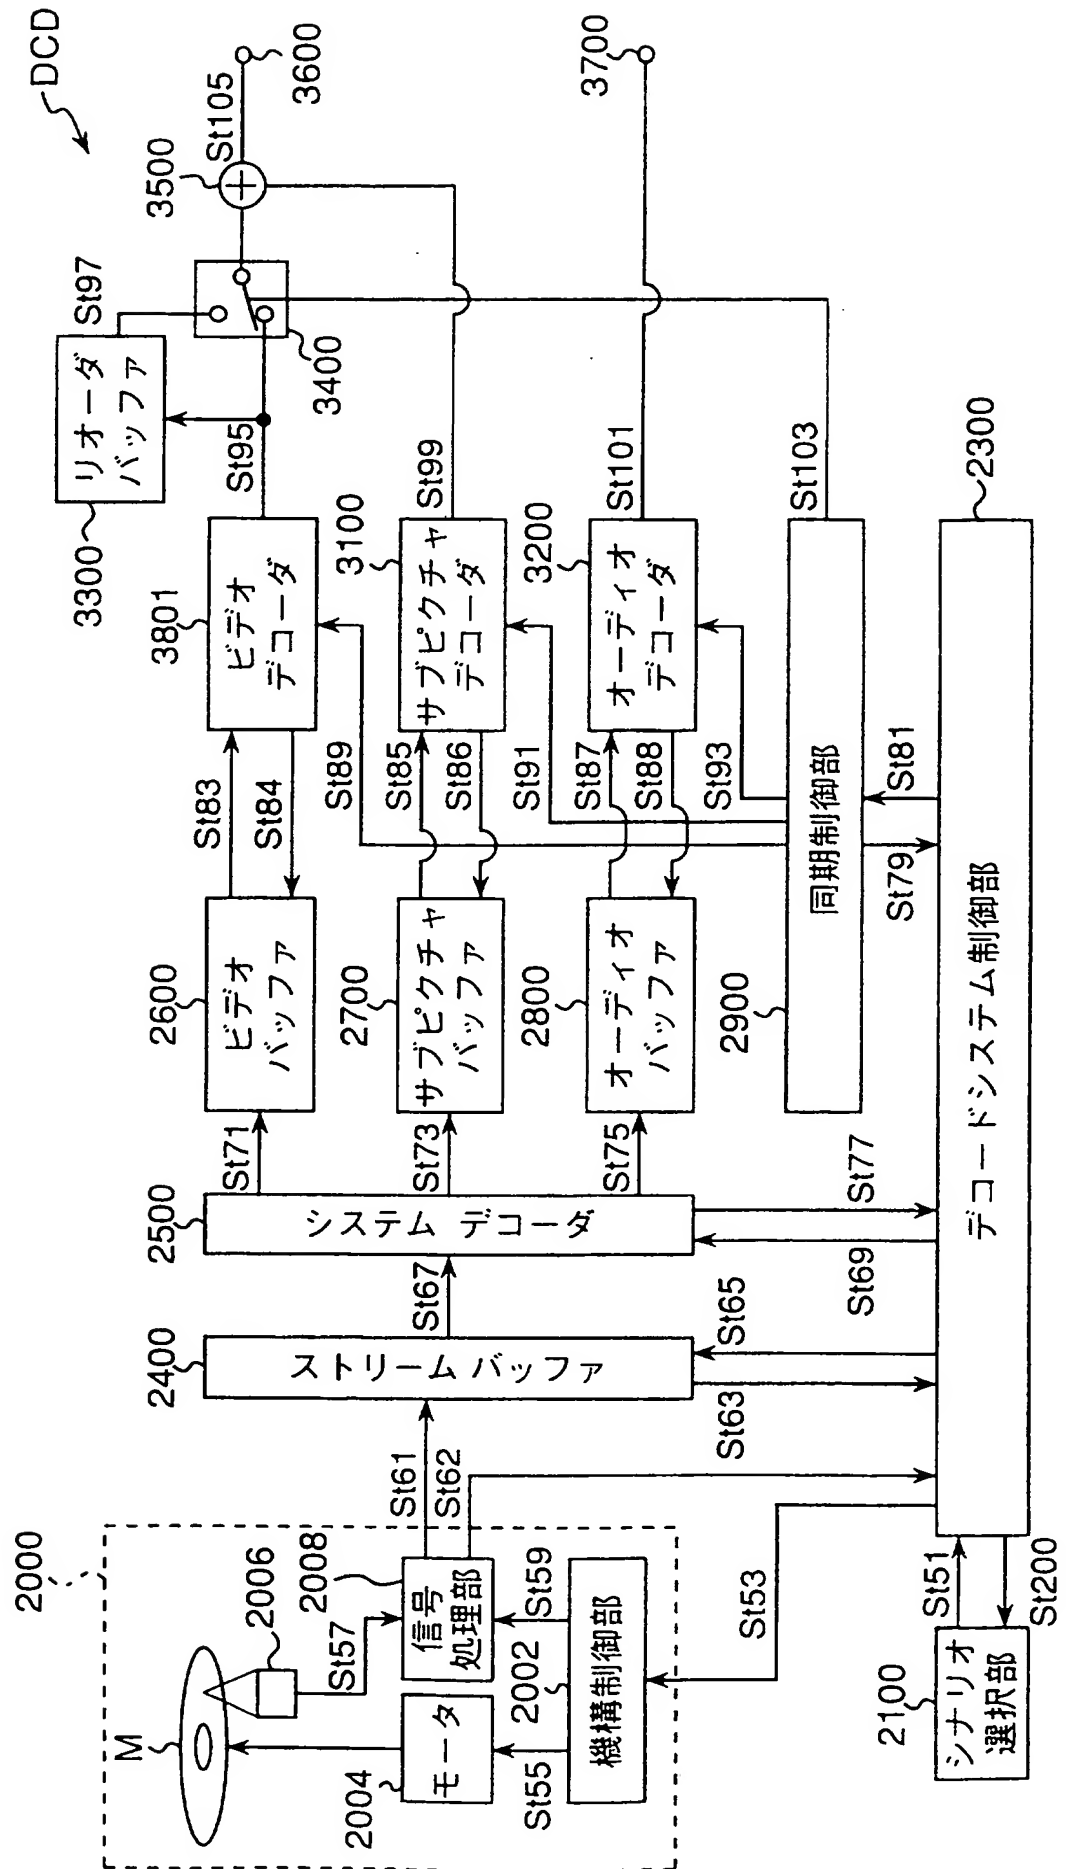 DCD
2000
M
2006
St57
2008
信号
処理部
2004
モータ
St55
2002
St59
機構制御部
St53
2100
シナリオ
選択部
St51
St200
St61
St62
2400
ストリーム バッファ
St63
St65
St67
2500
システム デコーダ
St69
St77
St71
St73
St75
2600
ビデオ
バッファ
2700
サブピクチャ
バッファ
2800
オーディオ
バッファ
2900
同期制御部
St79
St81
2300
デコードシステム制御部
St83
St84
St89
St85
St86
St91
St87
St88
St93
3801
ビデオ
デコーダ
3100
サブピクチャ
デコーダ
3200
オーディオ
デコーダ
St95
St99
St101
St103
3300
リオーダ
バッファ
St97
3400
3500
St105
3600
3700